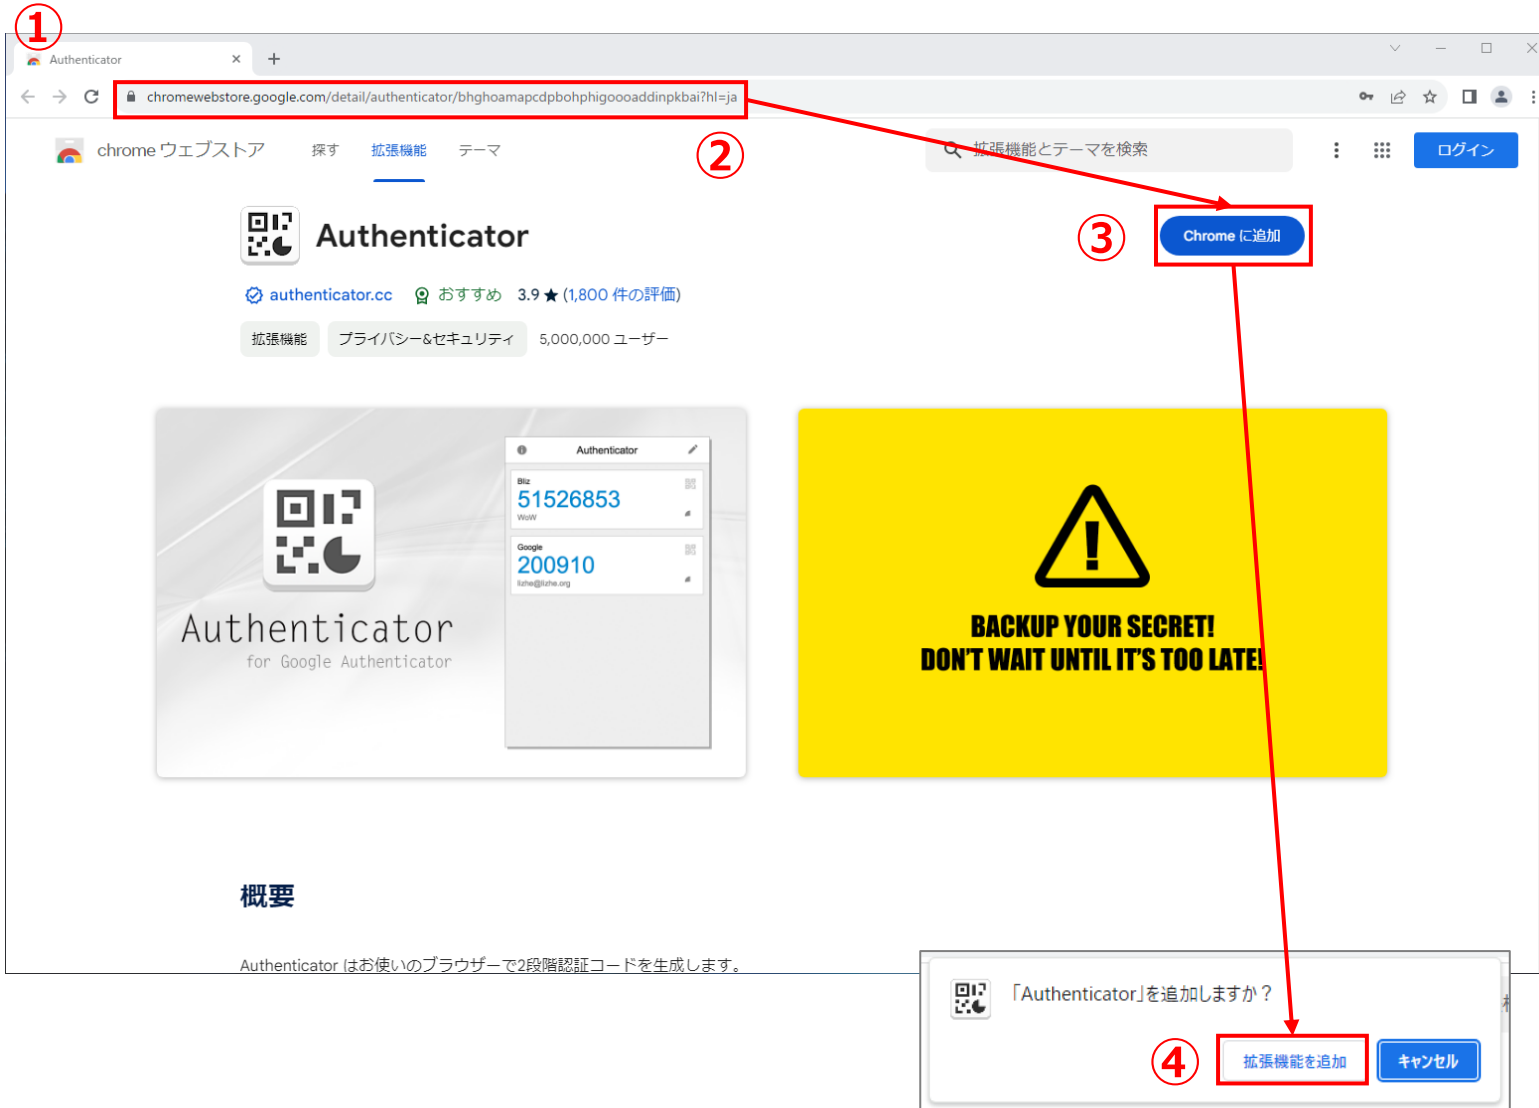 ①
Authenticator
chromewebstore.google.com/detail/authenticator/bhghoamapcdpbohphigoooaddinpkbai?hl=ja
chrome ウェブストア
探す
拡張機能
テーマ
②
拡張機能とテーマを検索
ログイン
Authenticator
③
Chrome に追加
authenticator.cc
おすすめ
3.9 ★ (1,800 件の評価)
拡張機能
プライバシー&セキュリティ
5,000,000 ユーザー
Authenticator
Bliz
51526853
WoW
Google
200910
lizhe@lizhe.org
Authenticator
for Google Authenticator
BACKUP YOUR SECRET!
DON'T WAIT UNTIL IT'S TOO LATE!
概要
Authenticator はお使いのブラウザーで2段階認証コードを生成します。
「Authenticator」を追加しますか？
④
拡張機能を追加
キャンセル